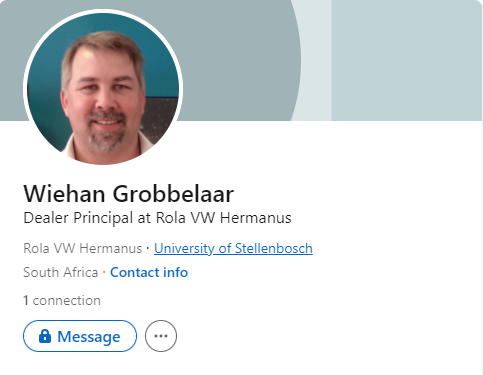 Wiehan Grobbelaar
Dealer Principal at Rola VW Hermanus
Rola VW Hermanus · University of Stellenbosch
South Africa · Contact info
1 connection
Message